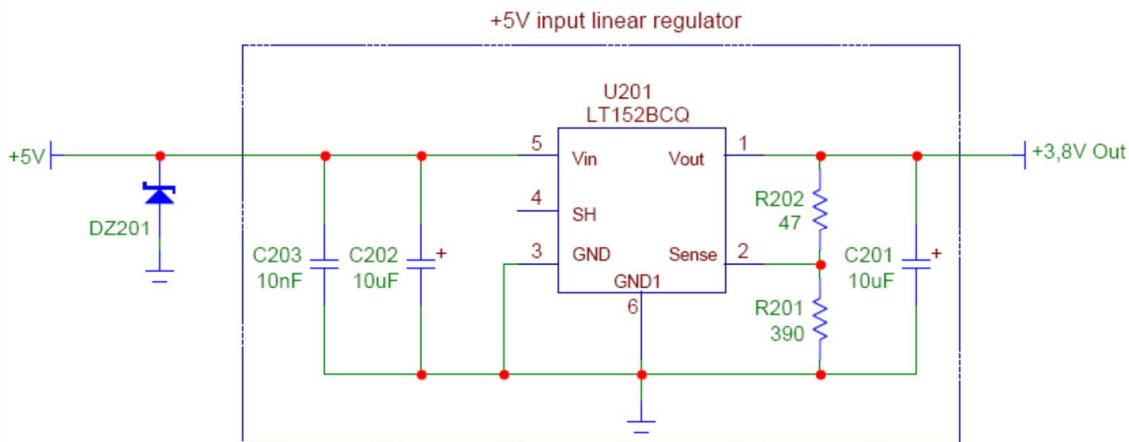 +5V input linear regulator
U201
LT152BCQ
+5V
5
Vin
Vout
1
+3,8V Out
4
SH
R202
47
DZ201
C203
10nF
C202
10uF
+
3
GND
Sense
2
C201
10uF
+
GND1
6
R201
390